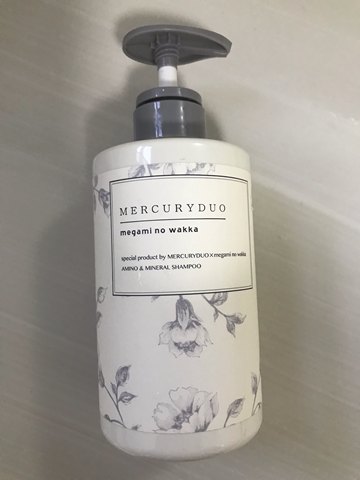 MERCURYDUO
megami no wakka
special product by MERCURYDUO×megami no wakka
AMINO & MINERAL SHAMPOO